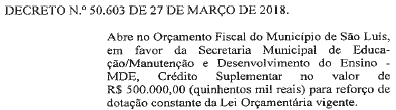 DECRETO N.º 50.603 DE 27 DE MARÇO DE 2018.
Abre no Orçamento Fiscal do Município de São Luís,
em favor da Secretaria Municipal de Educa-
ção/Manutenção e Desenvolvimento do Ensino -
MDE, Crédito Suplementar no valor de
R$ 500.000,00 (quinhentos mil reais) para reforço de
dotação constante da Lei Orçamentária vigente.